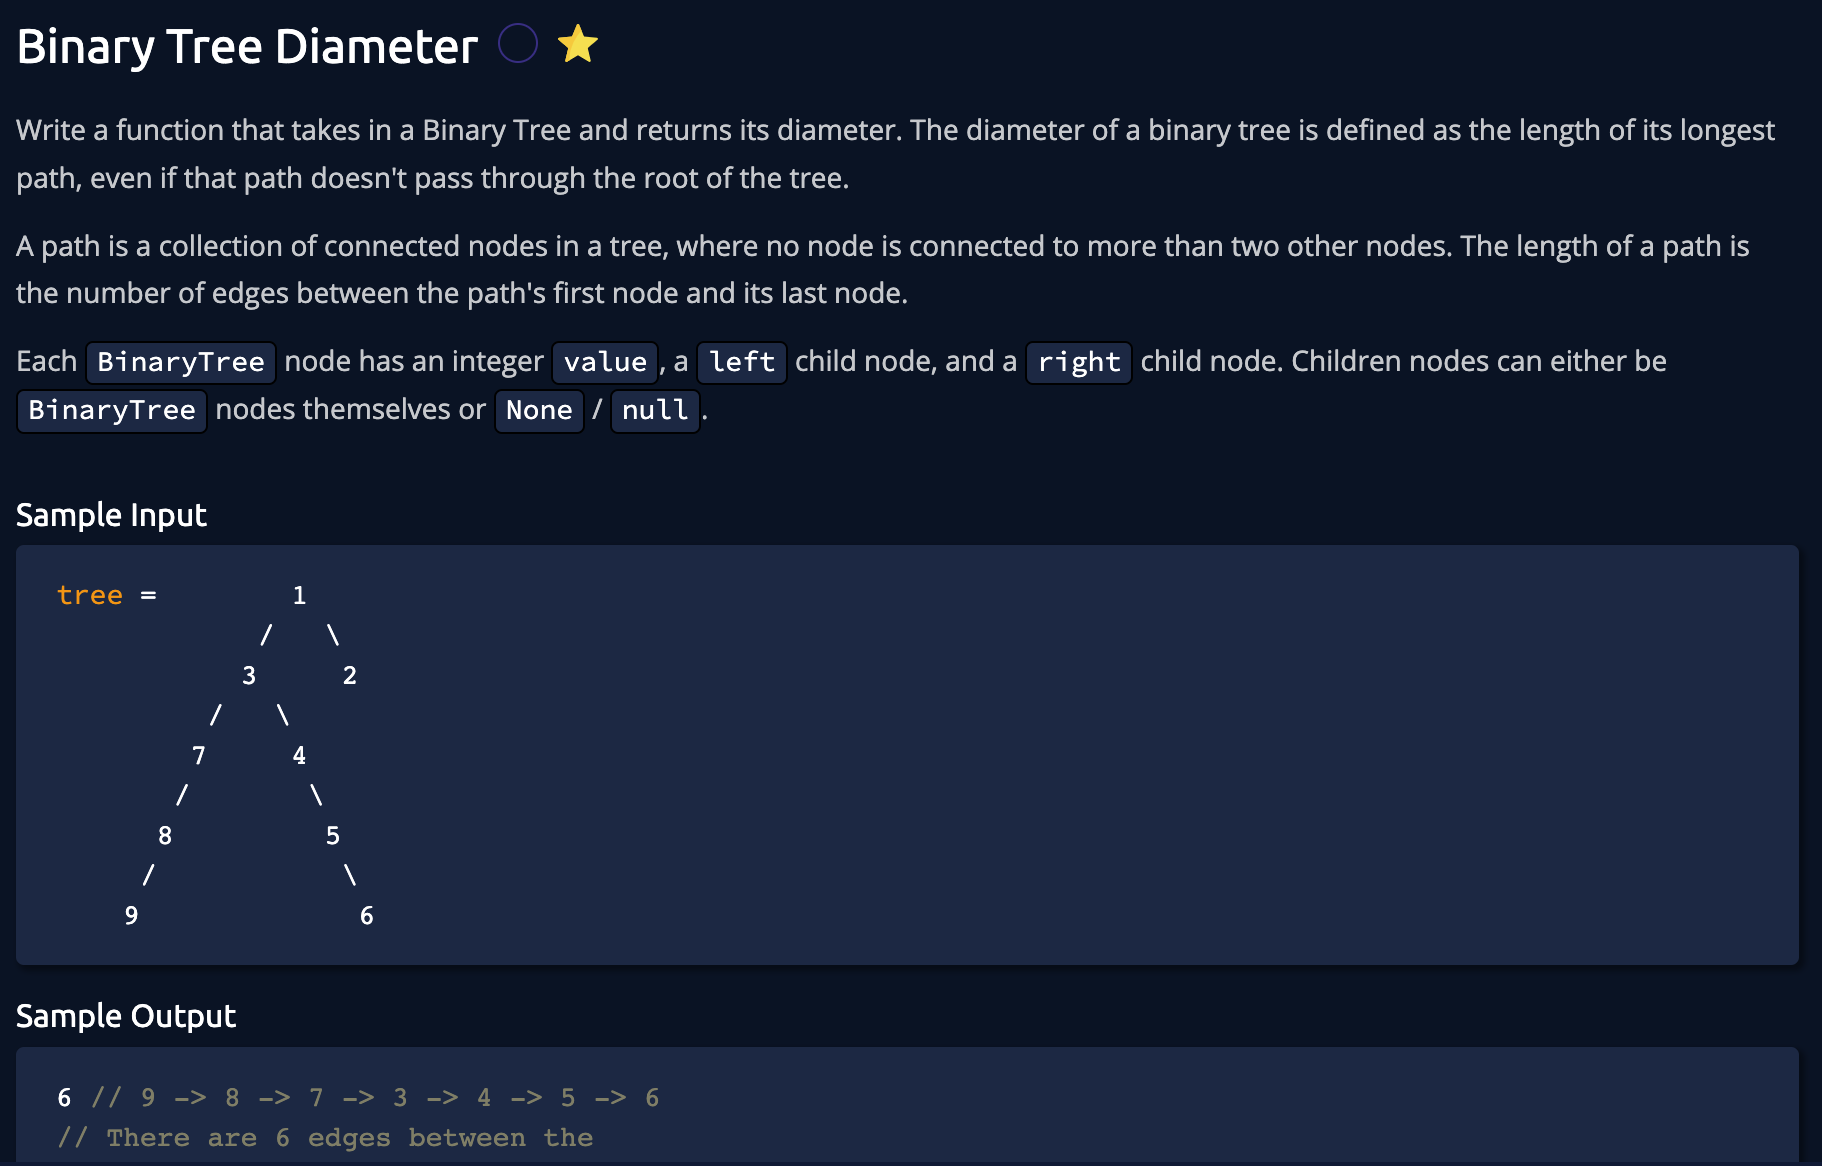 Binary Tree Diameter
Write a function that takes in a Binary Tree and returns its diameter. The diameter of a binary tree is defined as the length of its longest
path, even if that path doesn't pass through the root of the tree.
A path is a collection of connected nodes in a tree, where no node is connected to more than two other nodes. The length of a path is
the number of edges between the path's first node and its last node.
Each BinaryTree node has an integer value, a left child node, and a right child node. Children nodes can either be
BinaryTree nodes themselves or None / null.
Sample Input
tree =        1
            /   \
           3     2
         /   \
        7     4
       /       \
      8         5
     /           \
    9             6
Sample Output
6 // 9 -> 8 -> 7 -> 3 -> 4 -> 5 -> 6
// There are 6 edges between the